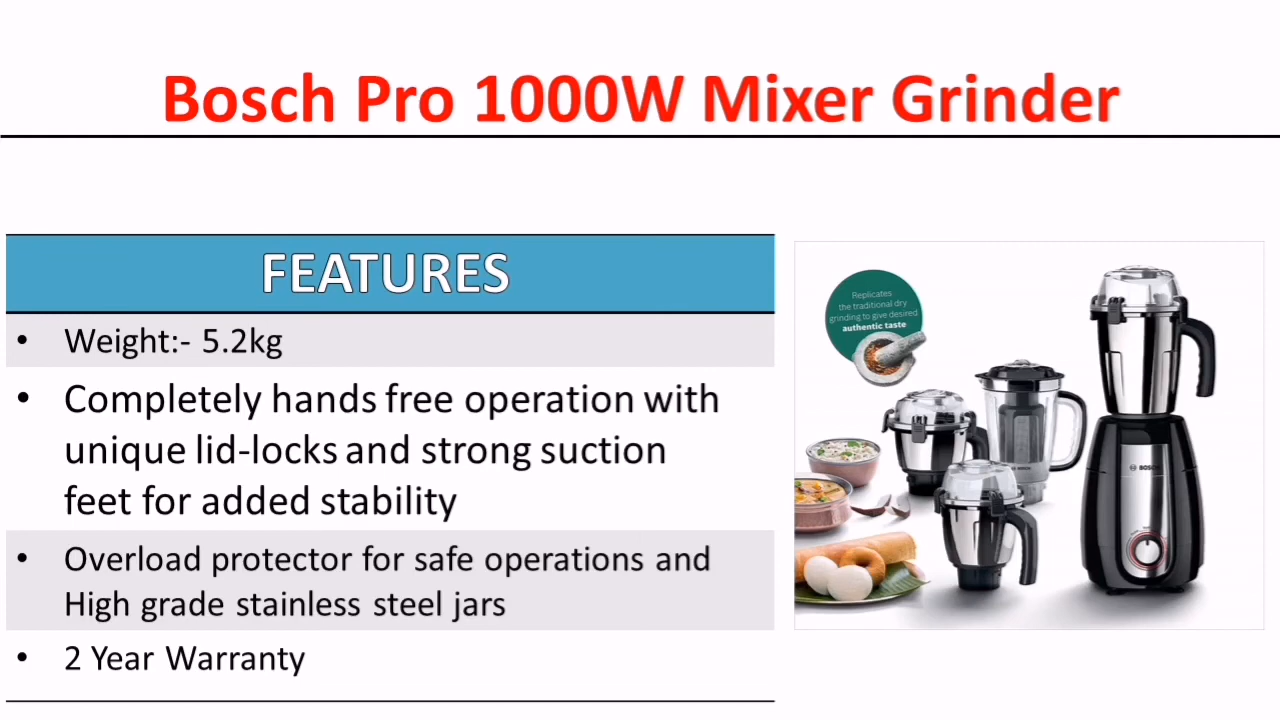 Bosch Pro 1000W Mixer Grinder
FEATURES
• Weight:- 5.2kg
• Completely hands free operation with
unique lid-locks and strong suction
feet for added stability
• Overload protector for safe operations and
High grade stainless steel jars
• 2 Year Warranty
Replicates
the traditional dry
grinding to give desired
authentic taste
BOSCH